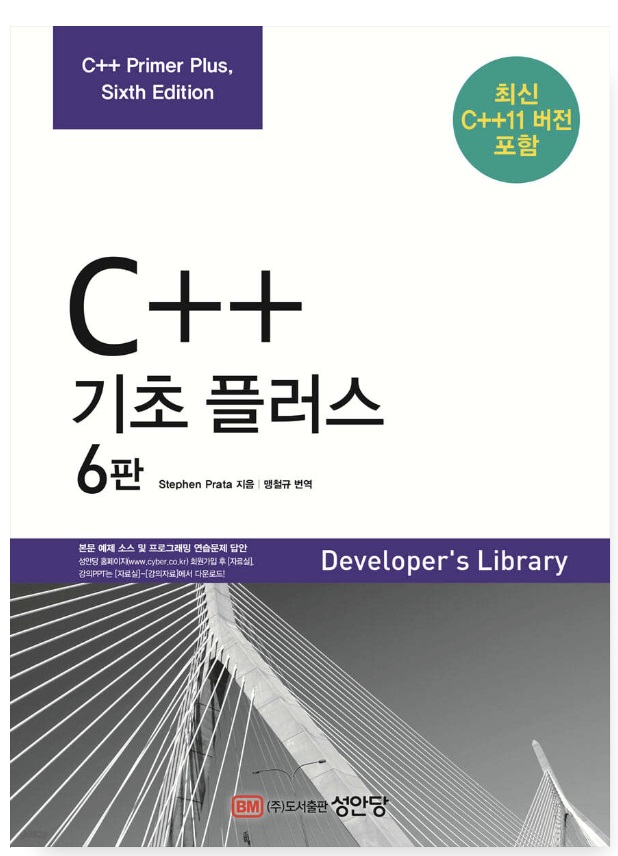 C++ Primer Plus,
Sixth Edition
최신
C++11 버전
포함
C++
기초 플러스
6판
Stephen Prata 지음 | 맹철규 번역
본문 예제 소스 및 프로그래밍 연습문제 답안
성안당 홈페이지(www.cyber.co.kr) 회원가입 후 [자료실],
강의PPT는 [자료실]-[강의자료]에서 다운로드!
Developer's Library
BM (주)도서출판 성안당